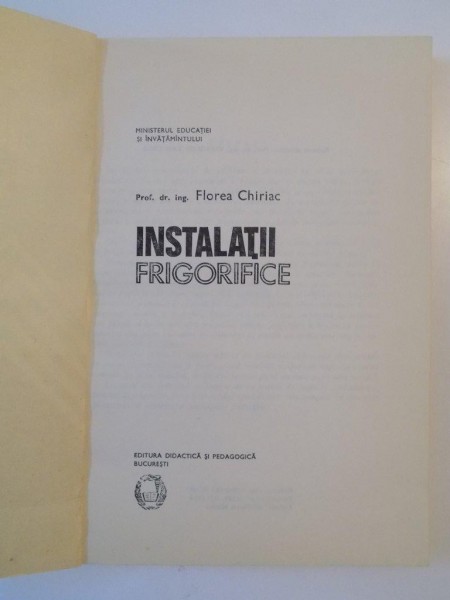 MINISTERUL EDUCAȚIEI
ȘI ÎNVĂȚĂMÎNTULUI
Prof. dr. ing. Florea Chiriac
INSTALAȚII
FRIGORIFICE
EDITURA DIDACTICĂ ȘI PEDAGOGICĂ
BUCUREȘTI